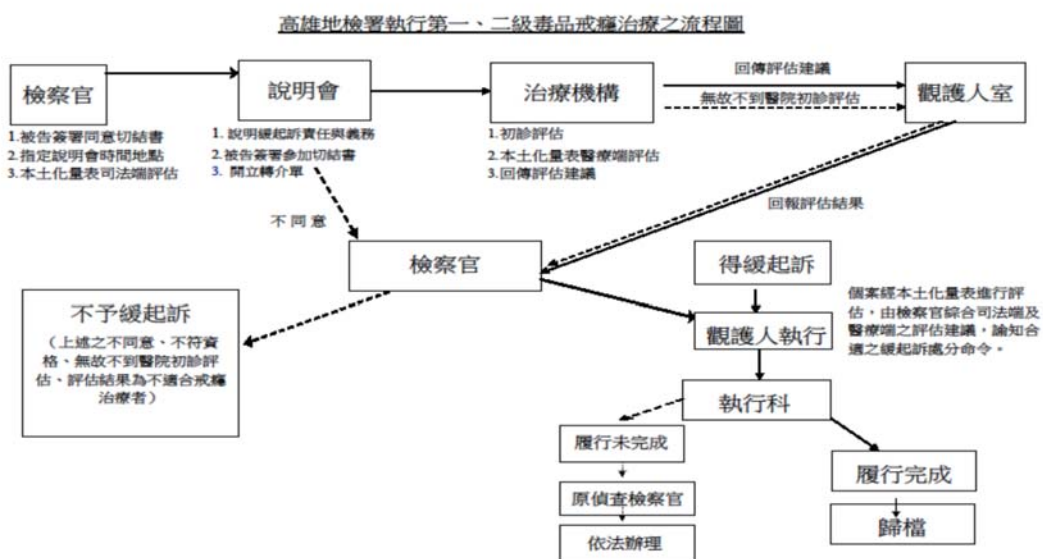 高雄地檢署執行第一、二級毒品戒癮治療之流程圖
檢察官
1.被告簽署同意切結書
2.指定說明會時間地點
3.本土化量表司法端評估
說明會
1. 說明緩起訴責任與義務
2.被告簽署參加切結書
3. 開立轉介單
治療機構
1.初診評估
2.本土化量表醫療端評估
3.回傳評估建議
回傳評估建議
無故不到醫院初診評估
觀護人室
不同意
回報評估結果
檢察官
得緩起訴
不予緩起訴
（上述之不同意、不符資
格、無故不到醫院初診評
估、評估結果為不適合戒癮
治療者）
個案經本土化量表進行評
估，由檢察官綜合司法端及
醫療端之評估建議，諭知合
適之緩起訴處分命令。
觀護人執行
執行科
履行未完成
履行完成
原偵查檢察官
歸檔
依法辦理